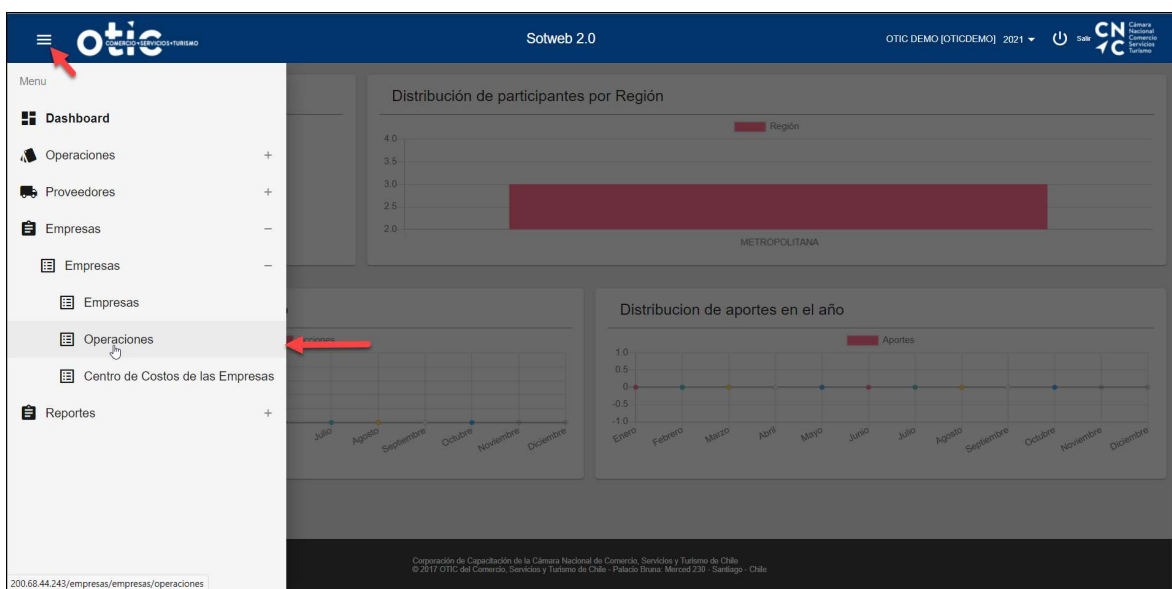 Otic
COMERCIO+SERVICIOS+TURISMO
Sotweb 2.0
OTIC DEMO [OTICDEMO] 2021
Salir
CN
C
Cámara
Nacional
Comercio
Servicios
Turismo
Menu
Dashboard
Operaciones +
Proveedores +
Empresas −
Empresas −
Empresas
Operaciones
Centro de Costos de las Empresas
Reportes +
Distribución de participantes por Región
Región
4.0
3.5
3.0
2.5
2.0
METROPOLITANA
Julio Agosto Septiembre Octubre Noviembre Diciembre
Distribucion de aportes en el año
Aportes
1.0
0.5
0
-0.5
-1.0
Enero Febrero Marzo Abril Mayo Junio Julio Agosto Septiembre Octubre Noviembre Diciembre
Corporación de Capacitación de la Cámara Nacional de Comercio, Servicios y Turismo de Chile
© 2017 OTIC del Comercio, Servicios y Turismo de Chile - Palacio Bruna: Merced 230 - Santiago - Chile
200.68.44.243/empresas/empresas/operaciones